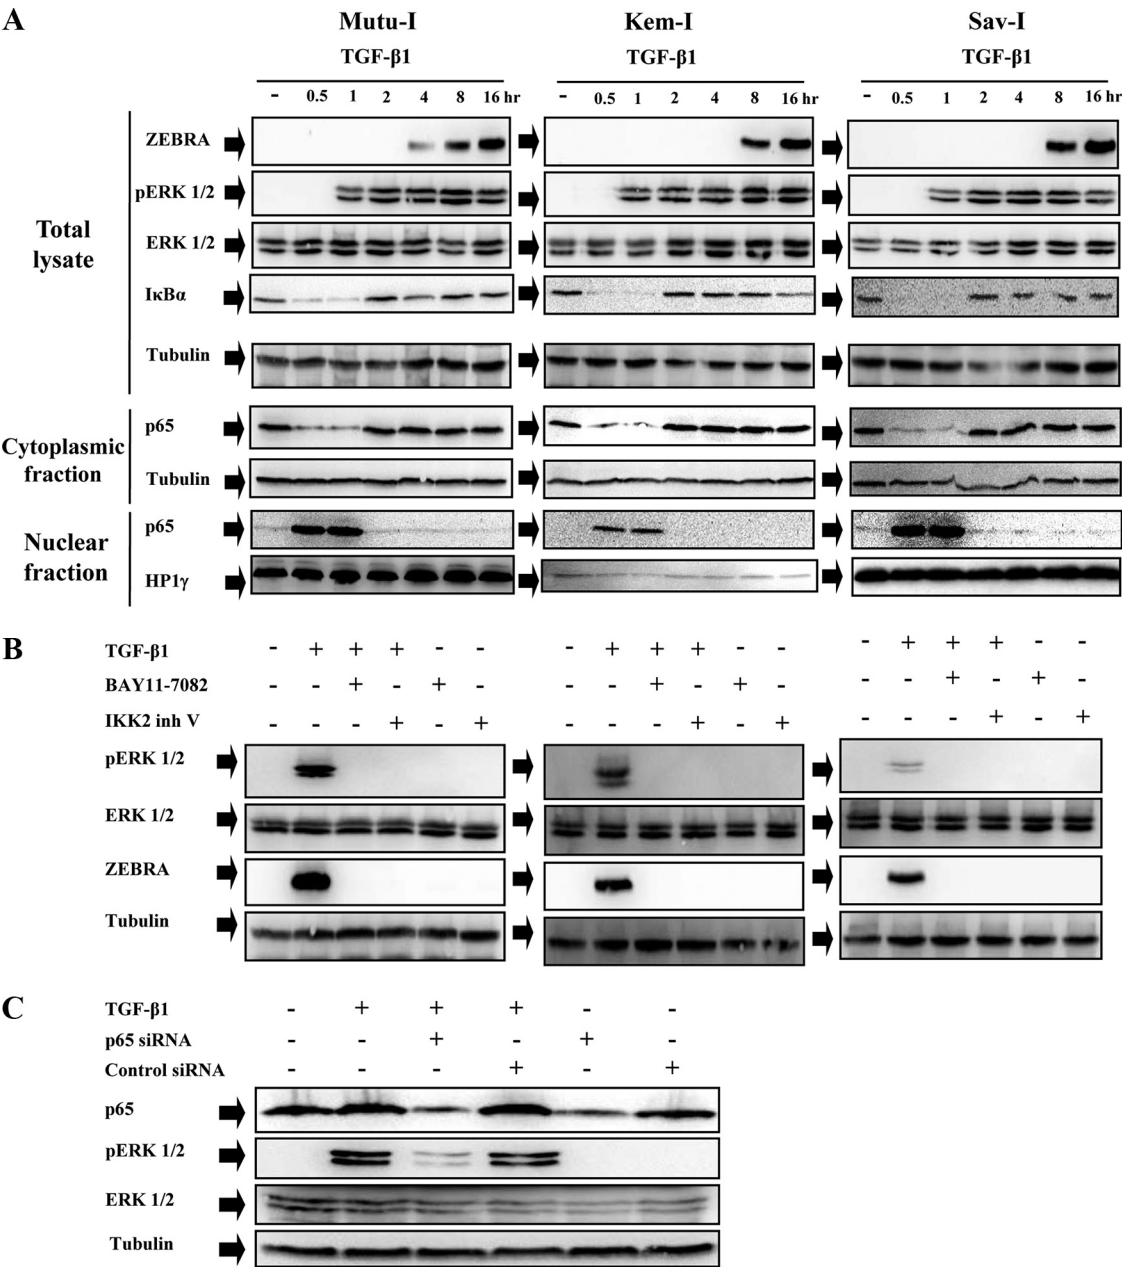 A
Mutu-I Kem-I Sav-I
TGF-β1 TGF-β1 TGF-β1
- 0.5 1 2 4 8 16 hr - 0.5 1 2 4 8 16 hr - 0.5 1 2 4 8 16 hr
Total
lysate
ZEBRA
pERK 1/2
ERK 1/2
IκBα
Tubulin
Cytoplasmic
fraction
p65
Tubulin
Nuclear
fraction
p65
HP1γ
B
TGF-β1 - + + + - - - + + + - - - + + + - -
BAY11-7082 - - + - + - - - + - + - - - + - + -
IKK2 inh V - - - + - + - - - + - + - - - + - +
pERK 1/2
ERK 1/2
ZEBRA
Tubulin
C
TGF-β1 - + + + - -
p65 siRNA - - + - + -
Control siRNA - - - + - +
p65
pERK 1/2
ERK 1/2
Tubulin